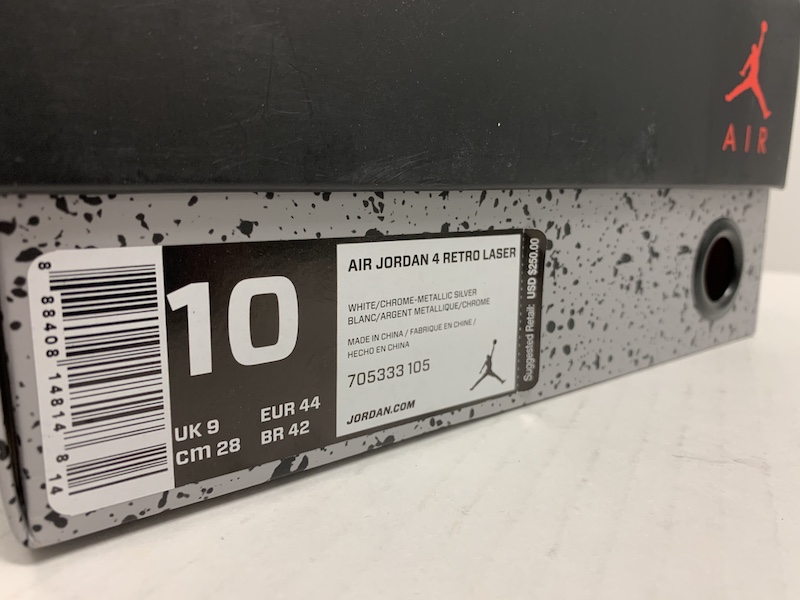 AIR
8 88408 14814 8
10
UK 9
cm 28
EUR 44
BR 42
AIR JORDAN 4 RETRO LASER
WHITE/CHROME-METALLIC SILVER
BLANC/ARGENT METALLIQUE/CHROME
MADE IN CHINA / FABRIQUE EN CHINE /
HECHO EN CHINA
705333 105
JORDAN.COM
Suggested Retail: USD $250.00